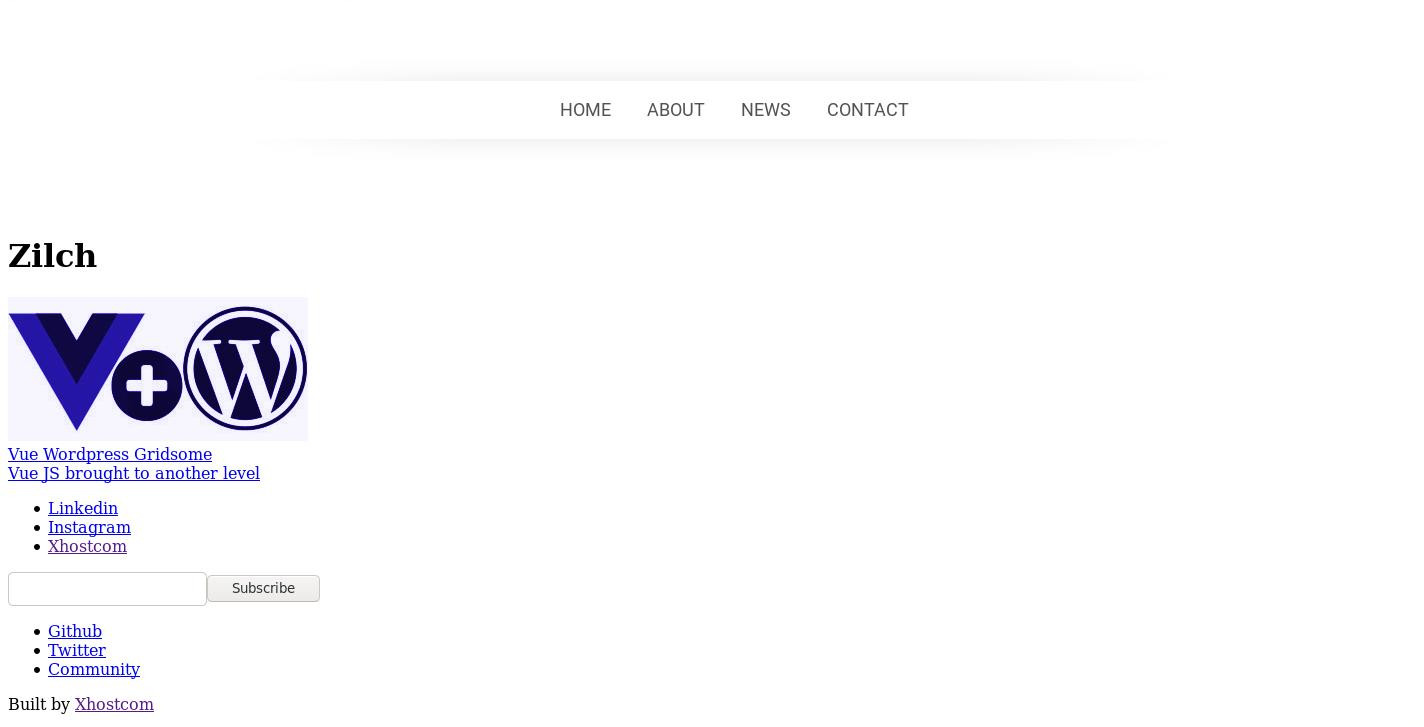 HOME ABOUT NEWS CONTACT
Zilch
Vue Wordpress Gridsome
Vue JS brought to another level
Linkedin
Instagram
Xhostcom
Subscribe
Github
Twitter
Community
Built by Xhostcom